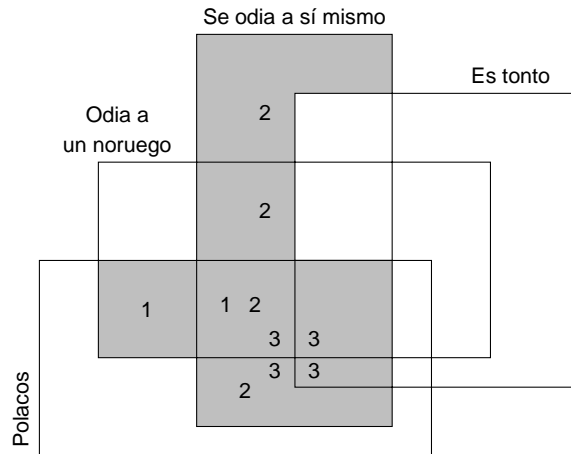 Se odia a sí mismo
Es tonto
Odia a
un noruego
2
2
1
1 2
3 3
3 3
2
Polacos